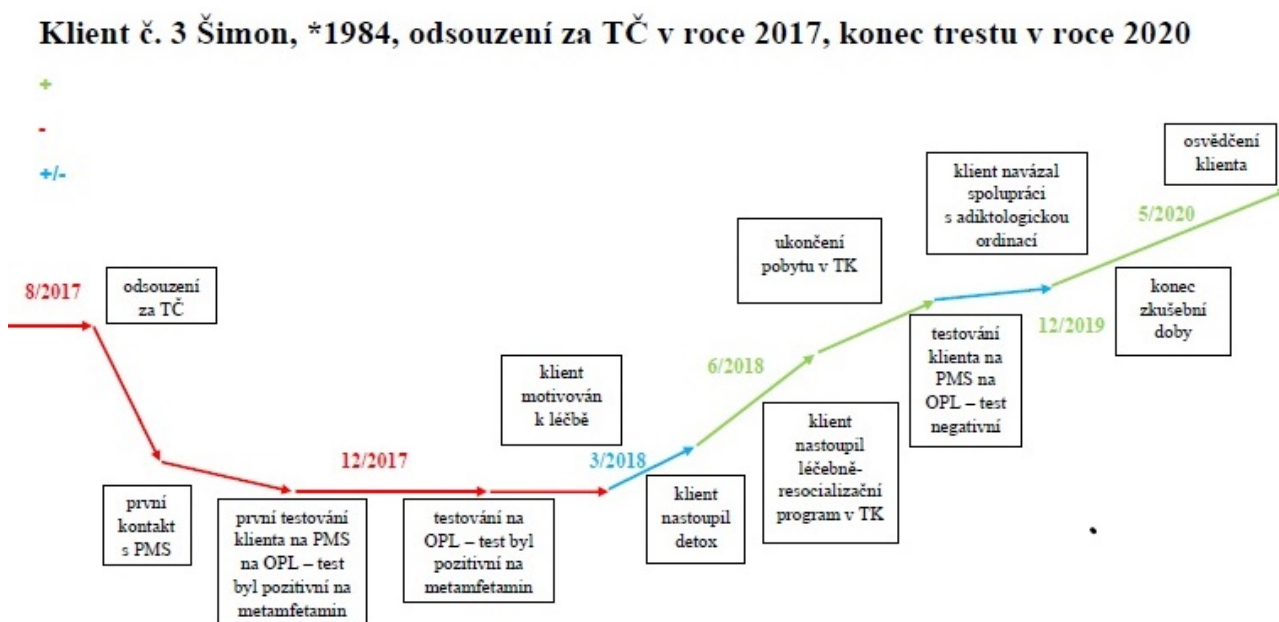 Klient č. 3 Šimon, *1984, odsouzení za TČ v roce 2017, konec trestu v roce 2020
+
-
+/-
8/2017
odsouzení
za TČ
první
kontakt
s PMS
první testování
klienta na PMS
na OPL – test
byl pozitivní na
metamfetamin
12/2017
testování na
OPL – test byl
pozitivní na
metamfetamin
klient
motivován
k léčbě
3/2018
klient
nastoupil
detox
6/2018
klient
nastoupil
léčebně-
resocializační
program v TK
ukončení
pobytu v TK
testování
klienta na
PMS na
OPL – test
negativní
klient navázal
spolupráci
s adiktologickou
ordinací
12/2019
konec
zkušební
doby
5/2020
osvědčení
klienta